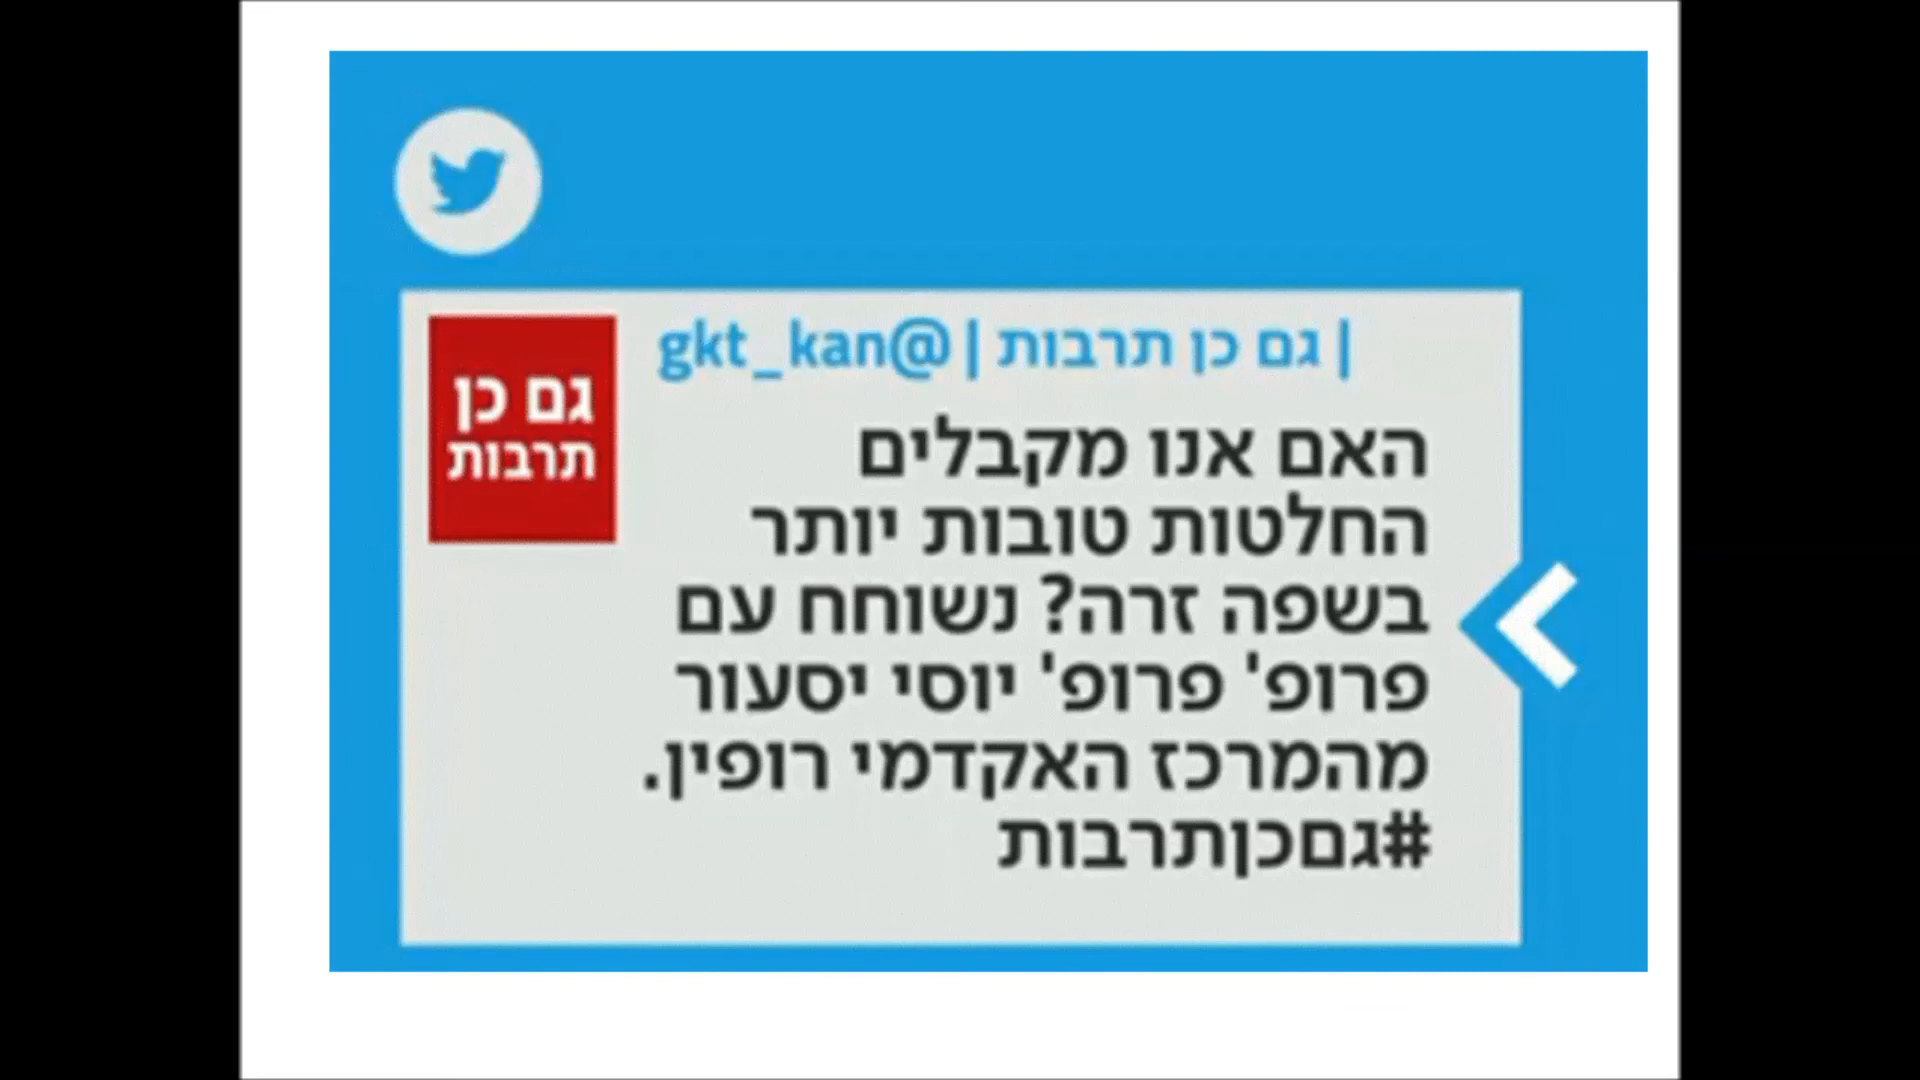 | גם כן תרבות | @gkt_kan
גם כן
תרבות
האם אנו מקבלים
החלטות טובות יותר
בשפה זרה? נשוחח עם
פרופ' פרופ' יוסי יסעור
מהמרכז האקדמי רופין.
#גםכןתרבות